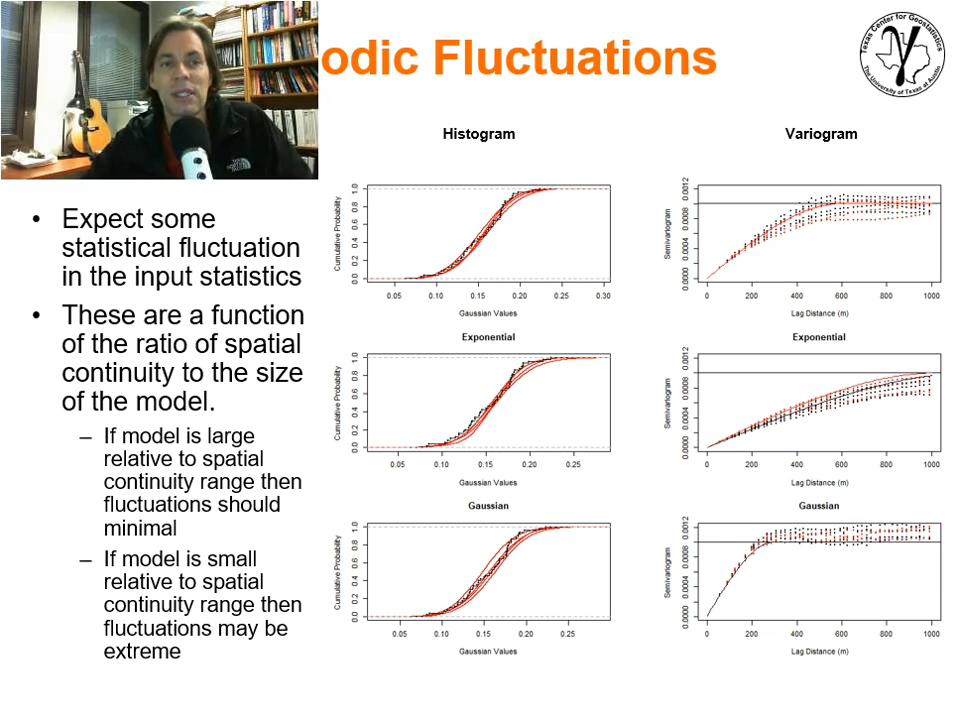 odic Fluctuations
Texas Center for Geostatistics
The University of Texas at Austin
THE NORTH FACE
• Expect some
statistical fluctuation
in the input statistics
• These are a function
of the ratio of spatial
continuity to the size
of the model.
– If model is large
relative to spatial
continuity range then
fluctuations should
minimal
– If model is small
relative to spatial
continuity range then
fluctuations may be
extreme
Histogram
Cumulative Probability
0.0 0.2 0.4 0.6 0.8 1.0
0.05 0.10 0.15 0.20 0.25 0.30
Gaussian Values
Variogram
Semivariogram
0.0000 0.0004 0.0008 0.0012
0 200 400 600 800 1000
Lag Distance (m)
Exponential
Cumulative Probability
0.0 0.2 0.4 0.6 0.8 1.0
0.05 0.10 0.15 0.20 0.25
Gaussian Values
Exponential
Semivariogram
0.0000 0.0004 0.0008 0.0012
0 200 400 600 800 1000
Lag Distance (m)
Gaussian
Cumulative Probability
0.0 0.2 0.4 0.6 0.8 1.0
0.05 0.10 0.15 0.20 0.25
Gaussian Values
Gaussian
Semivariogram
0.0000 0.0004 0.0008 0.0012
0 200 400 600 800 1000
Lag Distance (m)